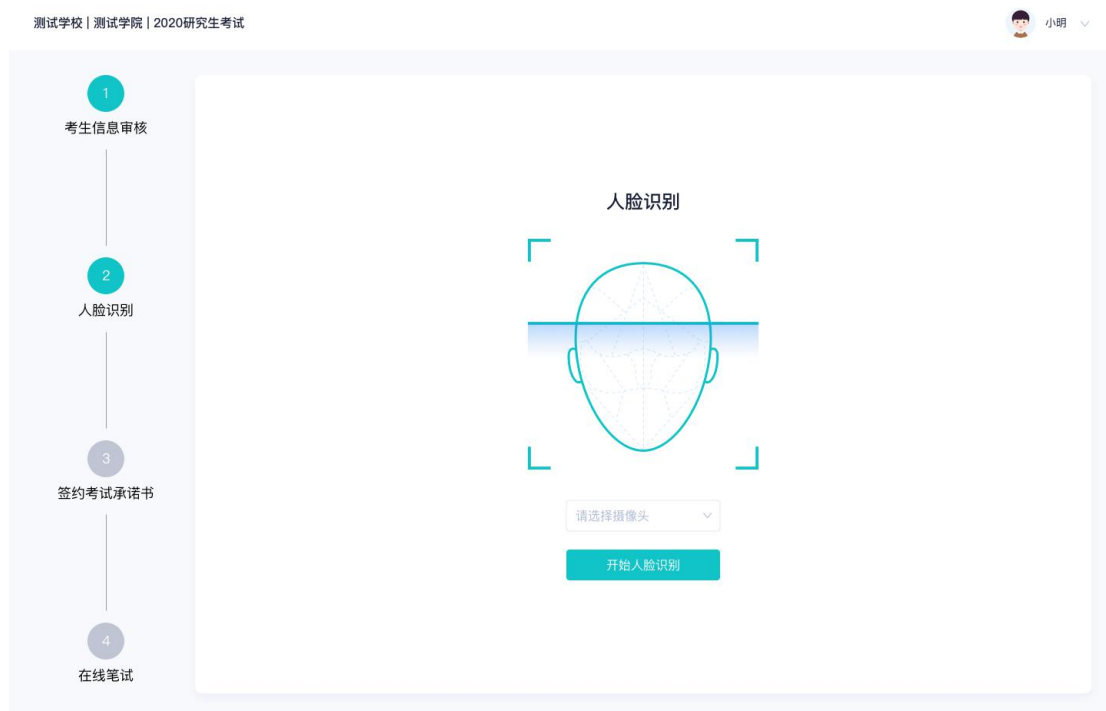 测试学校 | 测试学院 | 2020研究生考试
小明
1
考生信息审核
2
人脸识别
3
签约考试承诺书
4
在线笔试
人脸识别
请选择摄像头
开始人脸识别